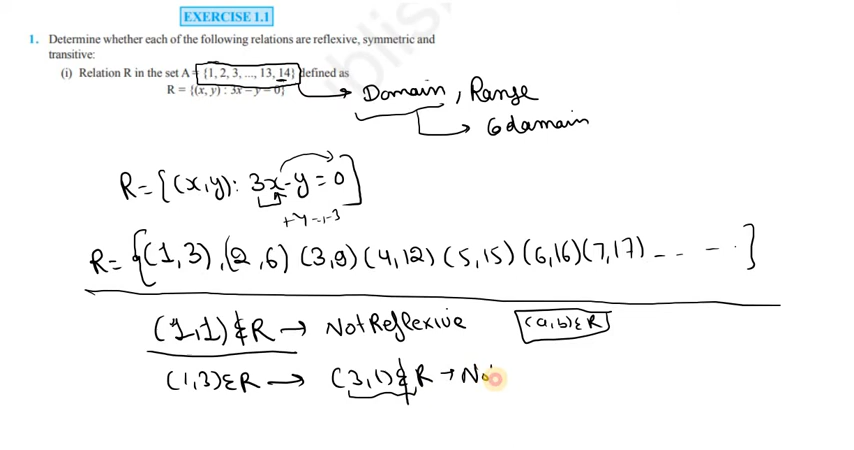 EXERCISE 1.1
1. Determine whether each of the following relations are reflexive, symmetric and
transitive:
(i) Relation R in the set A = {1, 2, 3, ..., 13, 14} defined as
R = {(x, y) : 3x – y = 0}
Domain, Range
Codamain
R = {(x,y): 3x - y = 0}
R = {(1,3), (2,6) (3,9) (4,12) (5,15) (6,16) (7,17) -- - - . }
(1,1) ∉ R → Not Reflexive (a,b) ε R
(1,3) ε R → (3,1) ∉ R → No